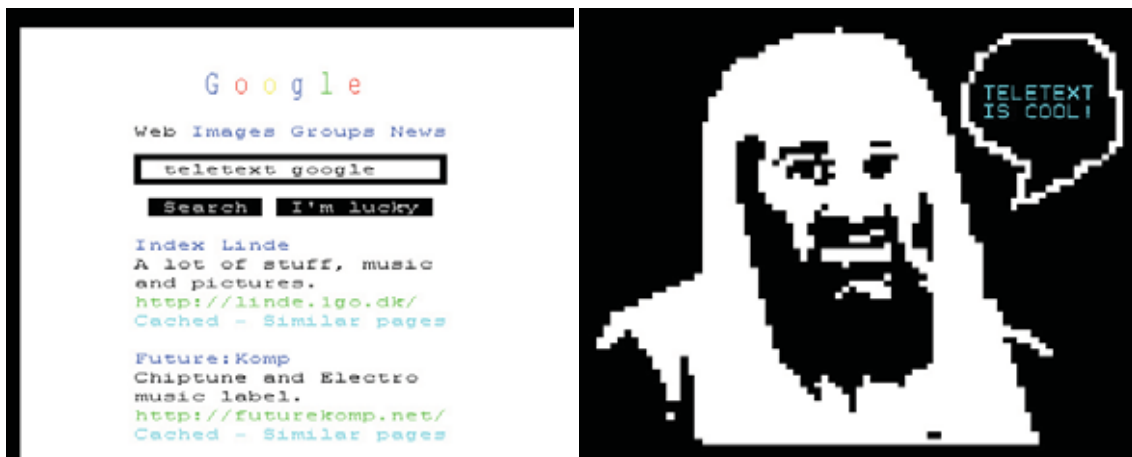 Google
Web Images Groups News
teletext google
Search I'm lucky
Index Linde
A lot of stuff, music
and pictures.
http://linde.1go.dk/
Cached - Similar pages
Future:Komp
Chiptune and Electro
music label.
http://futurekomp.net/
Cached - Similar pages
TELETEXT
IS COOL!